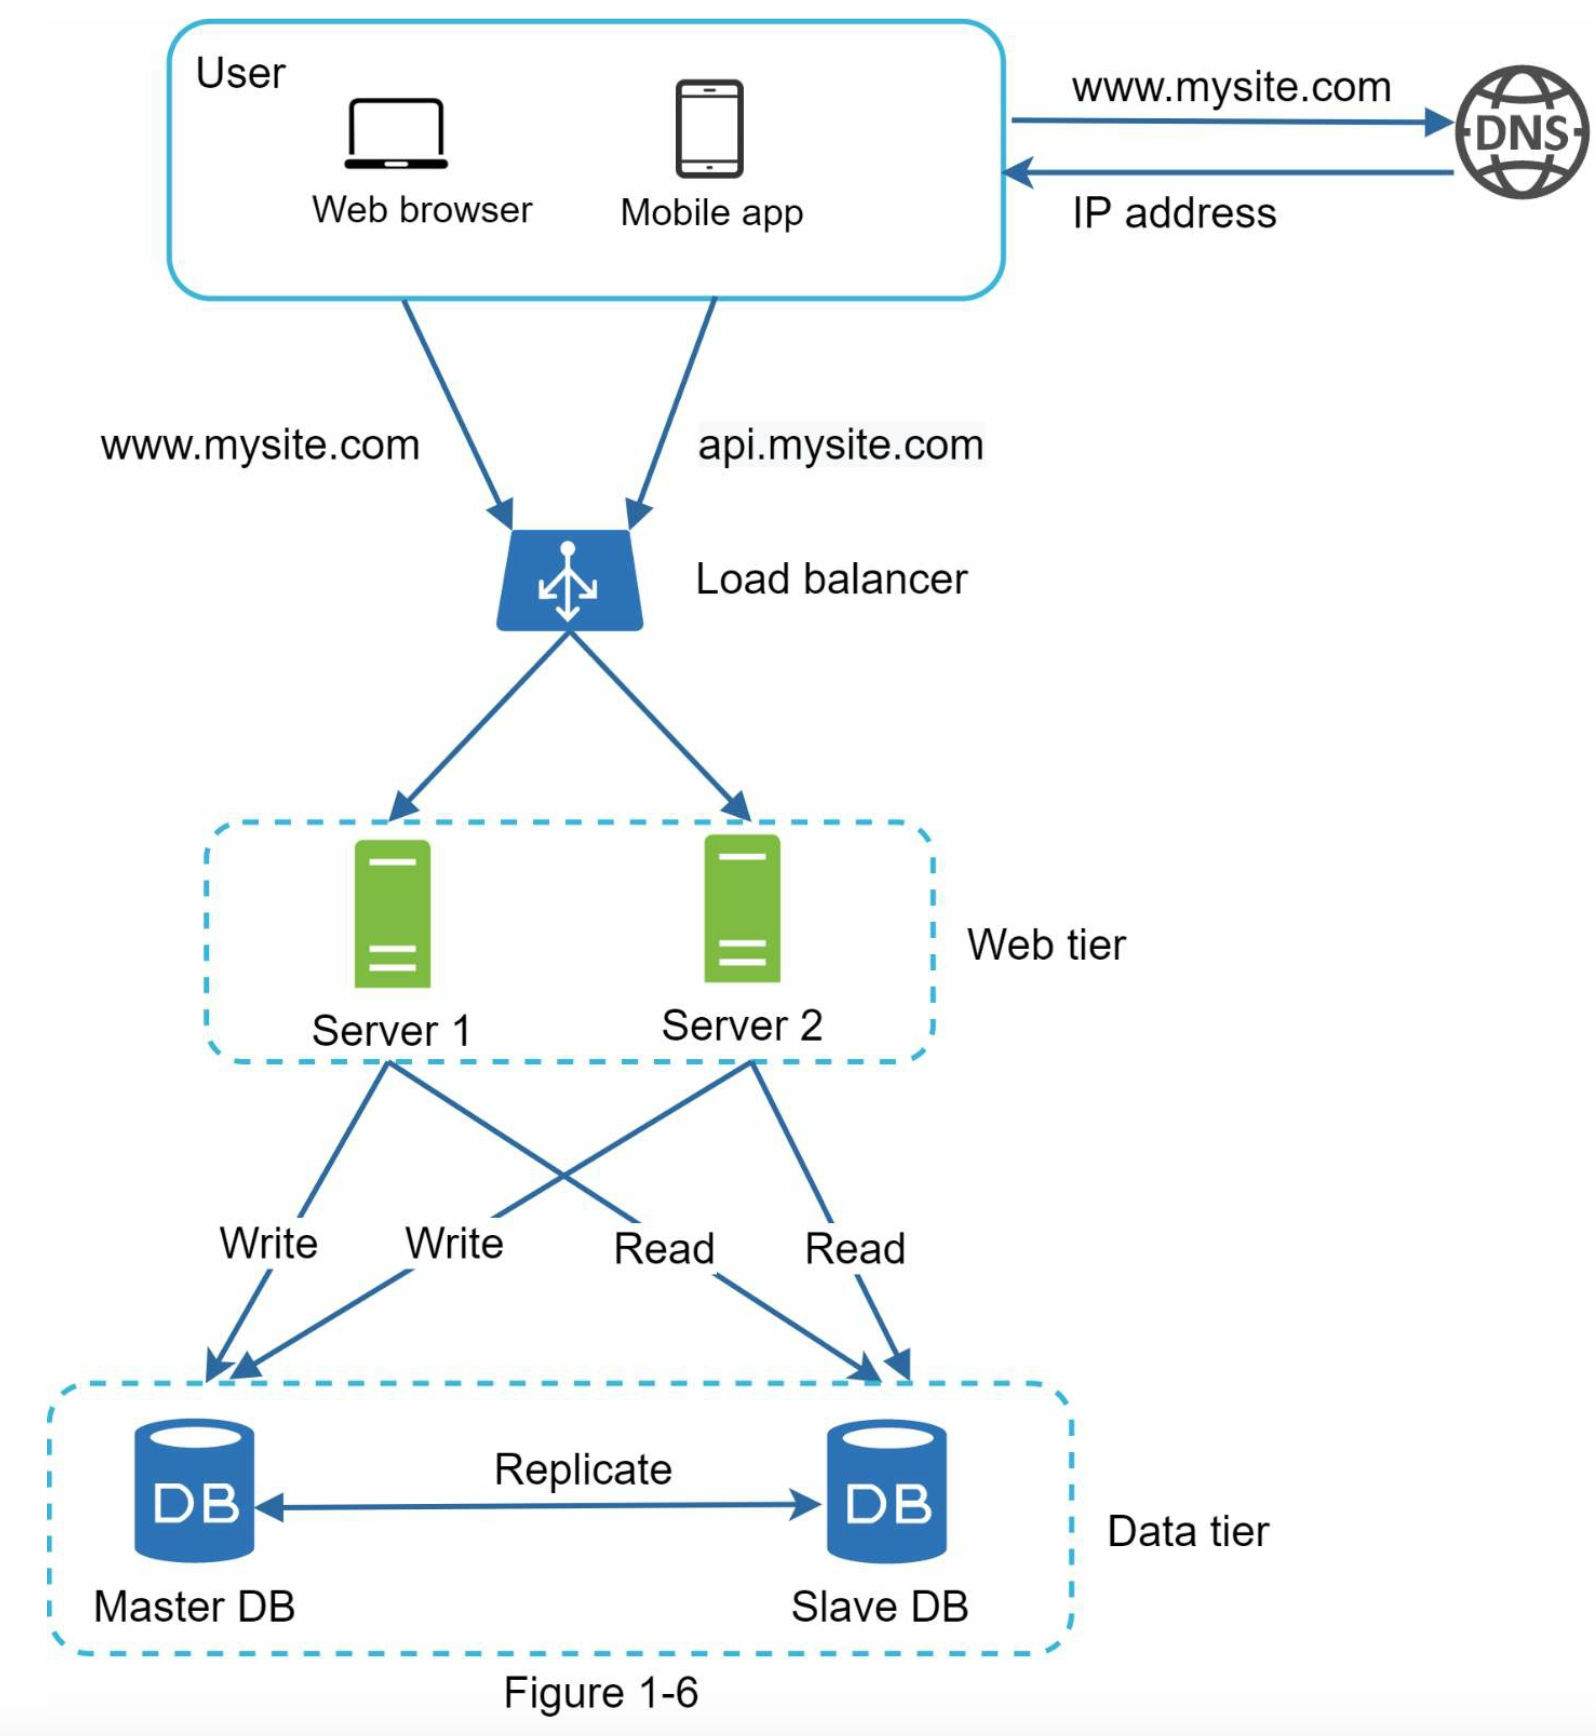 User
Web browser
Mobile app
www.mysite.com
DNS
IP address
www.mysite.com
api.mysite.com
Load balancer
Server 1
Server 2
Web tier
Write
Write
Read
Read
Replicate
DB
DB
Master DB
Slave DB
Data tier
Figure 1-6